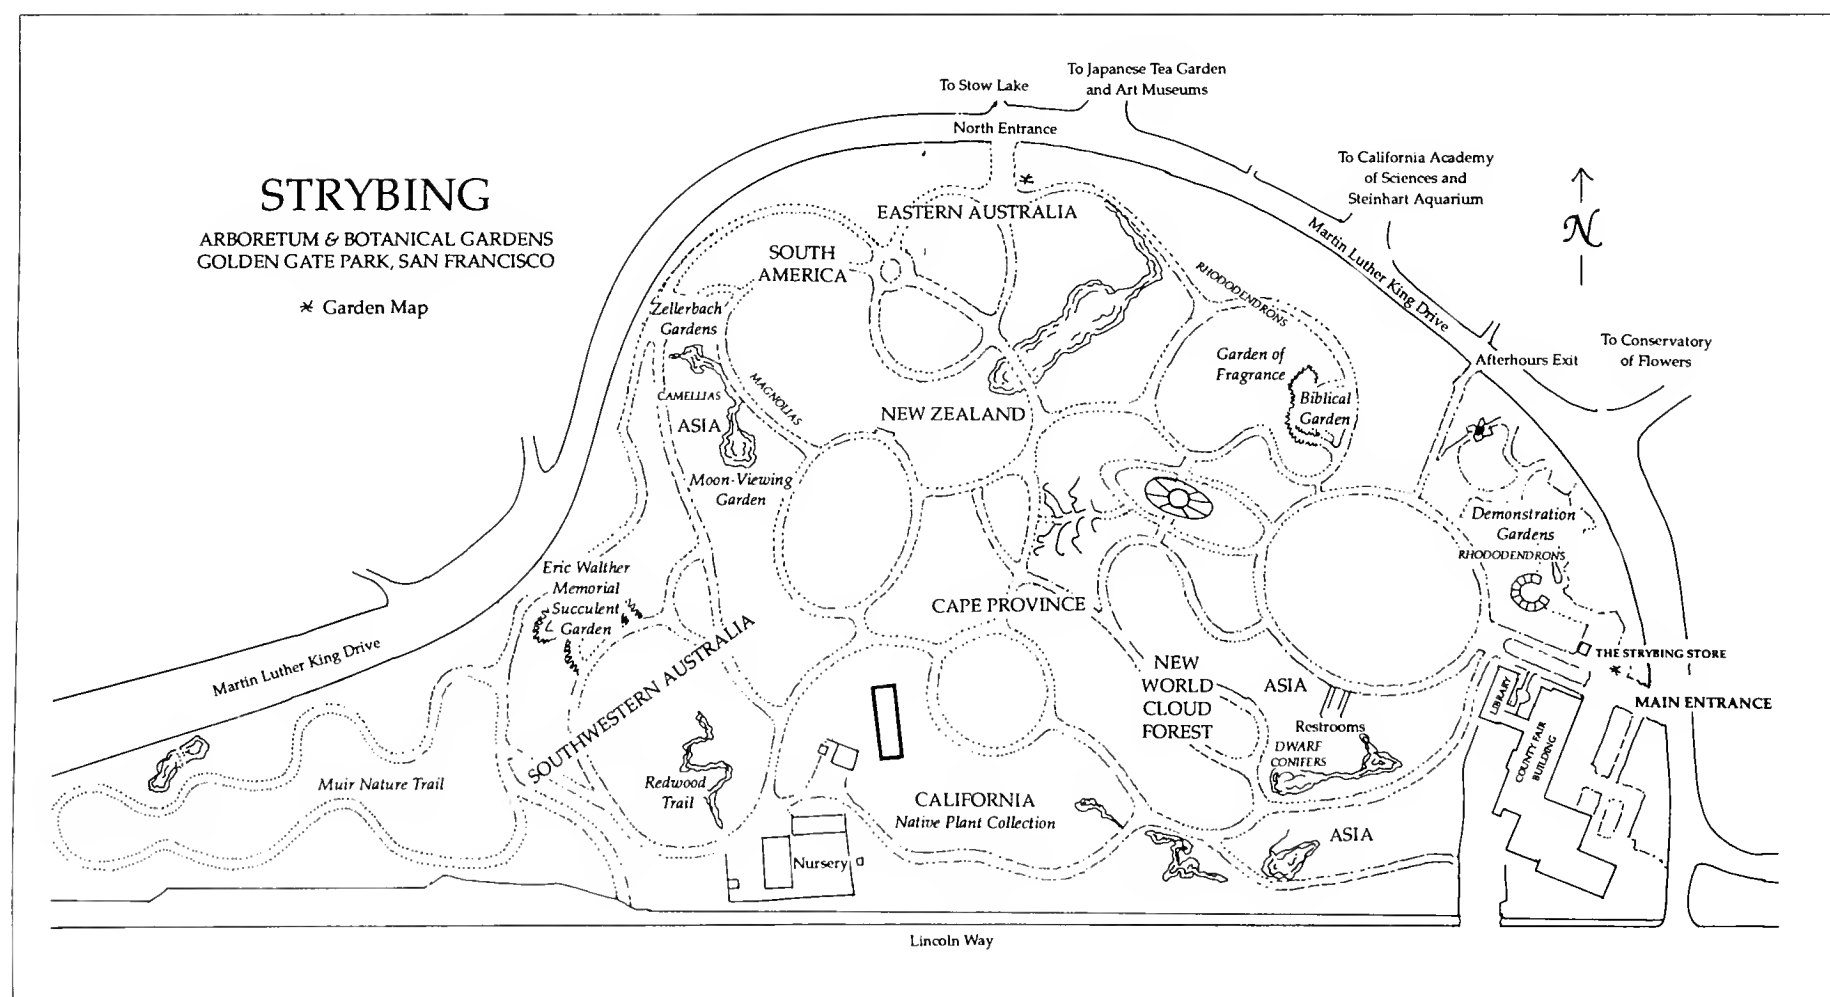 To Stow Lake
To Japanese Tea Garden
and Art Museums
North Entrance
To California Academy
of Sciences and
Steinhart Aquarium
N
STRYBING
ARBORETUM & BOTANICAL GARDENS
GOLDEN GATE PARK, SAN FRANCISCO
* Garden Map
EASTERN AUSTRALIA
SOUTH
AMERICA
Martin Luther King Drive
RHODODENDRONS
Zellerbach
Gardens
Garden of
Fragrance
Afterhours Exit
To Conservatory
of Flowers
CAMELLIAS
MAGNOLIAS
ASIA
NEW ZEALAND
Biblical
Garden
Moon-Viewing
Garden
Demonstration
Gardens
RHODODENDRONS
Eric Walther
Memorial
Succulent
Garden
CAPE PROVINCE
Martin Luther King Drive
SOUTHWESTERN AUSTRALIA
NEW
WORLD
CLOUD
FOREST
ASIA
THE STRYBING STORE
LIBRARY
MAIN ENTRANCE
Restrooms
DWARF
CONIFERS
COUNTY FAIR
BUILDING
Muir Nature Trail
Redwood
Trail
CALIFORNIA
Native Plant Collection
ASIA
Nursery
Lincoln Way